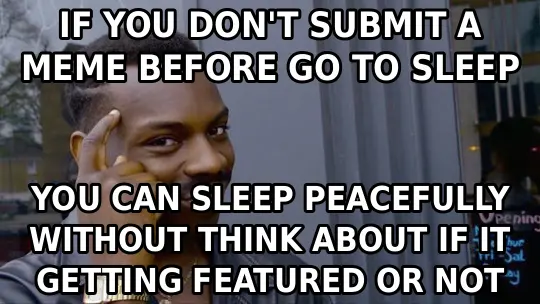 IF YOU DON'T SUBMIT A
MEME BEFORE GO TO SLEEP
YOU CAN SLEEP PEACEFULLY
WITHOUT THINK ABOUT IF IT
GETTING FEATURED OR NOT
Opening